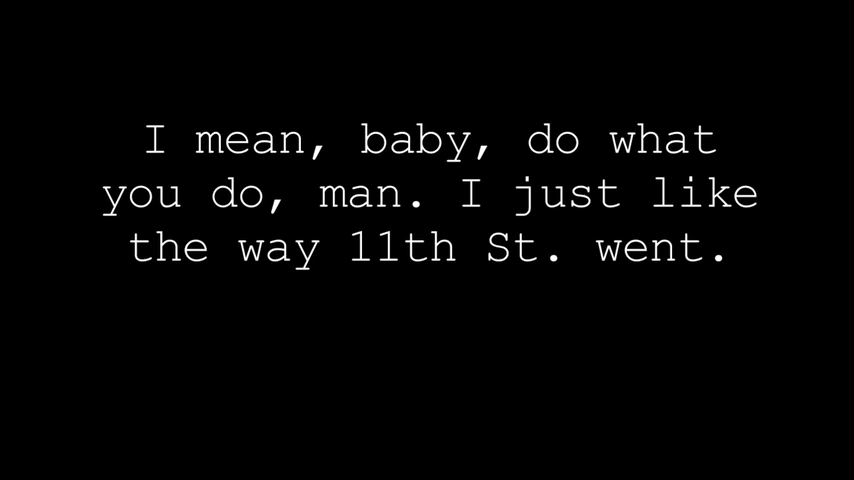 I mean, baby, do what
you do, man. I just like
the way 11th St. went.